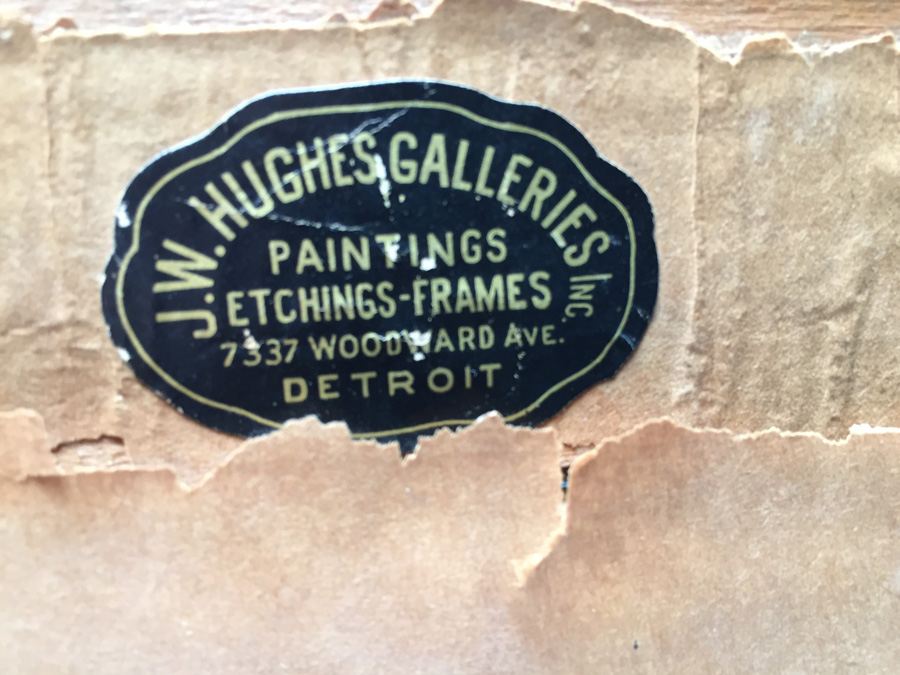 J.W. HUGHES GALLERIES INC.
PAINTINGS
ETCHINGS-FRAMES
7337 WOODWARD AVE.
DETROIT